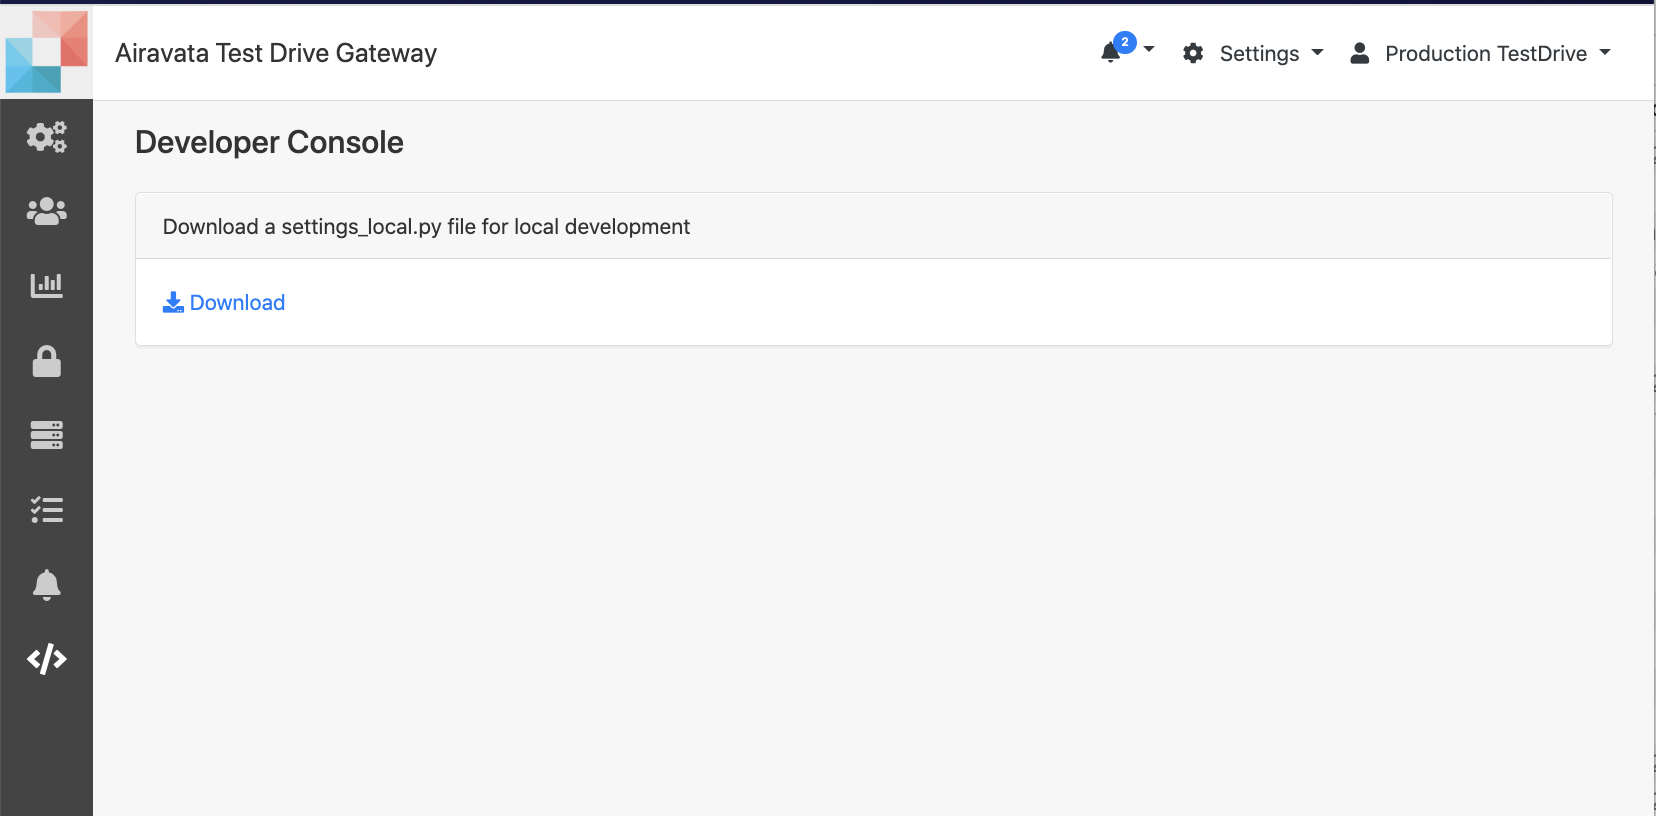 Airavata Test Drive Gateway
2
Settings
Production TestDrive
Developer Console
Download a settings_local.py file for local development
Download